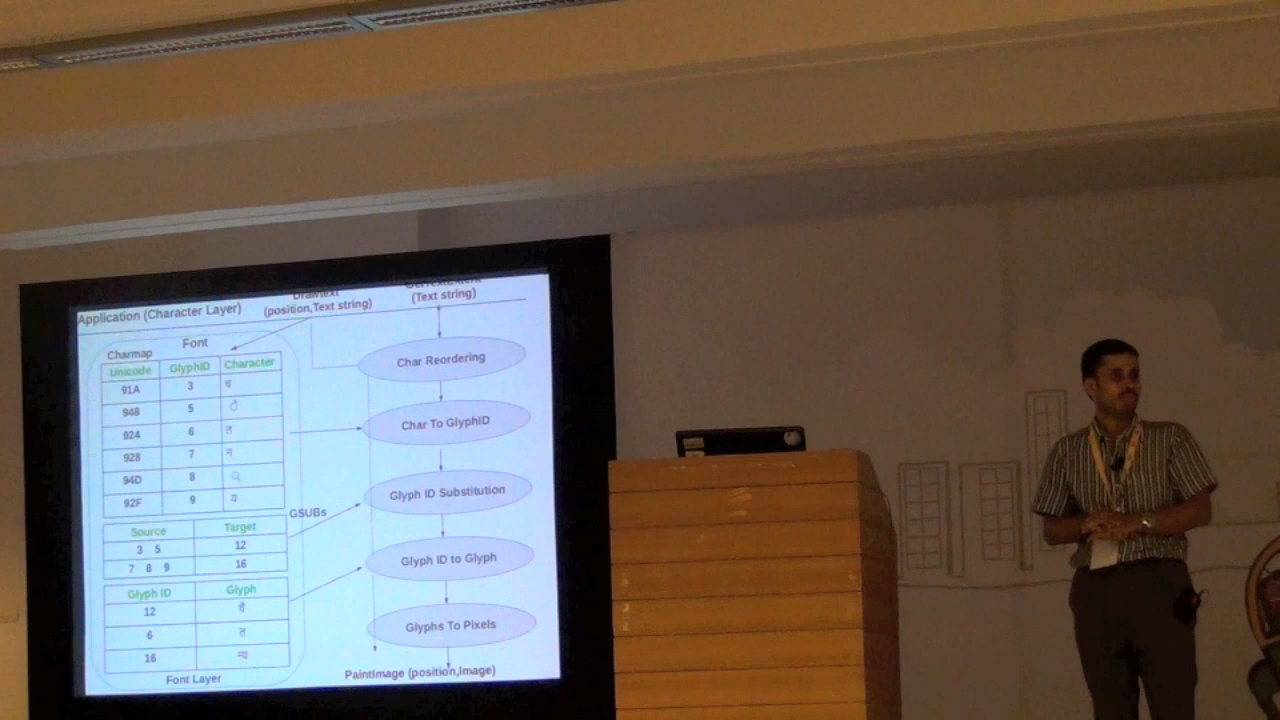 Drawtext
(position,Text string)
(Text string)
Application (Character Layer)
Font
Charmap
Unicode GlyphID Character
91A 3 च
948 5 ै
924 6 त
928 7 न
94D 8 ्
92F 9 य
GSUBs
Source Target
3 5 12
7 8 9 16
Glyph ID Glyph
12 चै
6 त
16 न्य
Font Layer
Char Reordering
Char To GlyphID
Glyph ID Substitution
Glyph ID to Glyph
Glyphs To Pixels
PaintImage (position,Image)